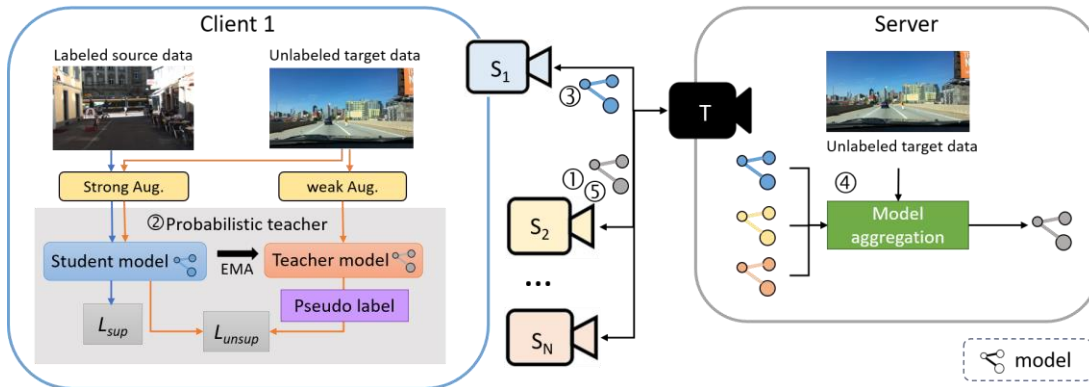 Client 1
Labeled source data
Unlabeled target data
Strong Aug.
weak Aug.
②Probabilistic teacher
Student model
EMA
Teacher model
Pseudo label
Lsup
Lunsup
S1
③
①
⑤
S2
...
SN
T
Server
Unlabeled target data
④
Model
aggregation
model